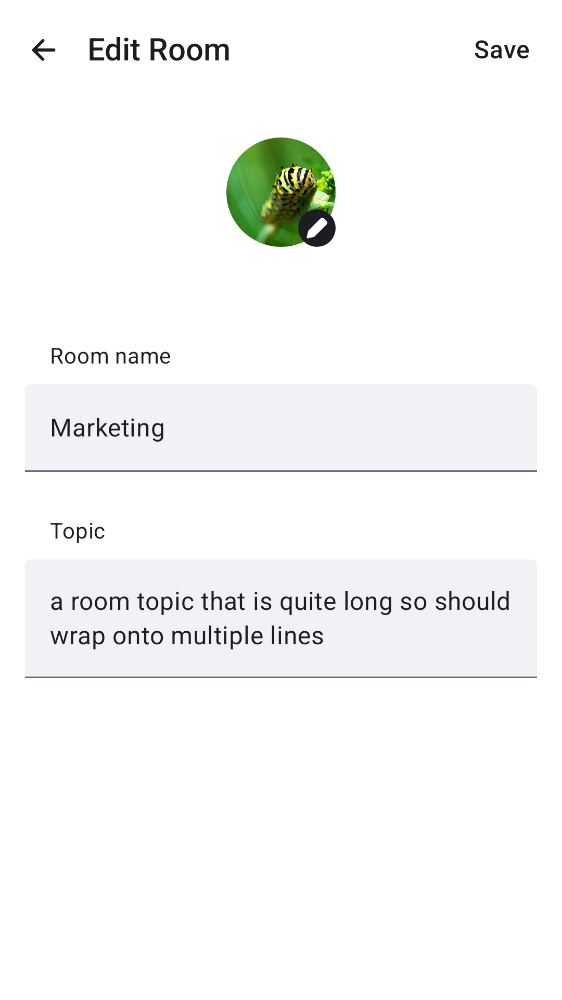 Edit Room
Save
Room name
Marketing
Topic
a room topic that is quite long so should
wrap onto multiple lines